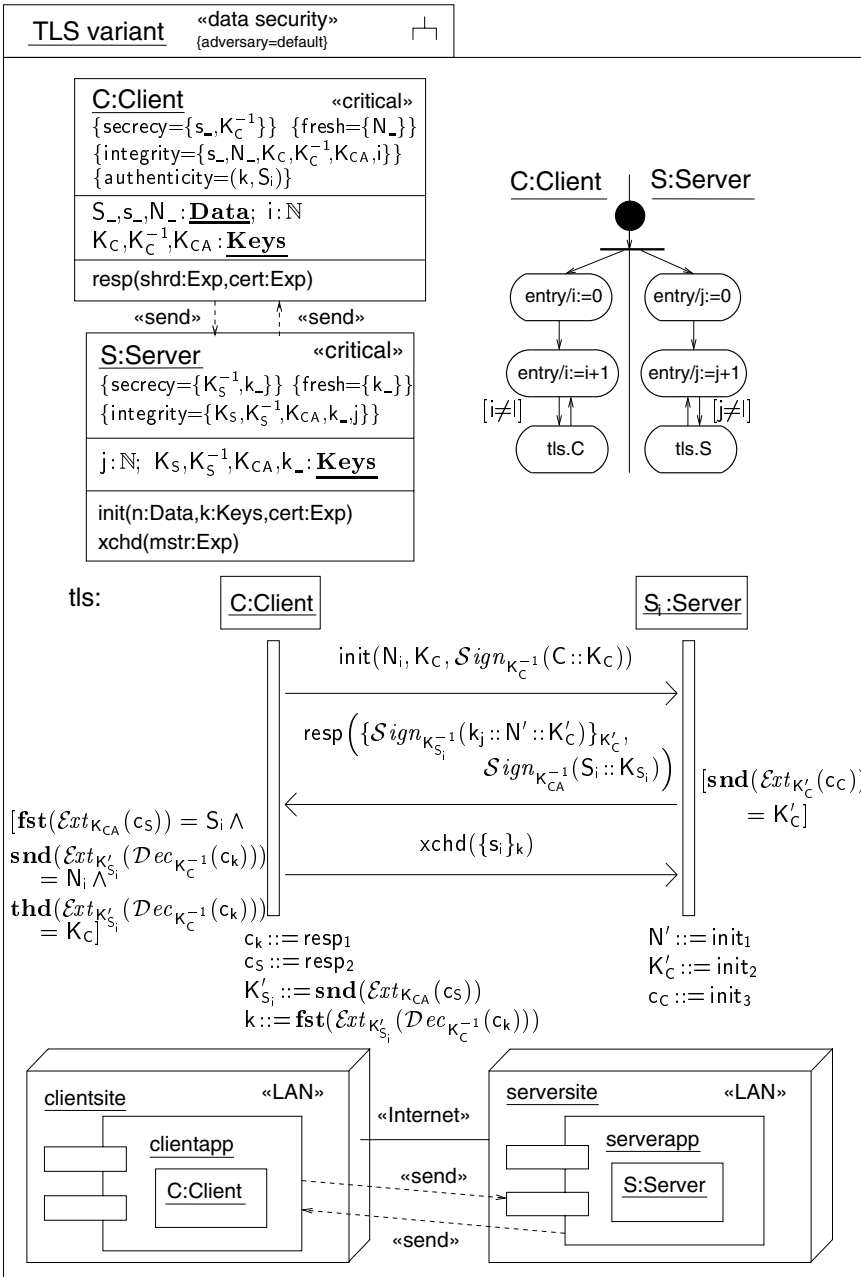 TLS variant «data security»
{adversary=default}
C:Client «critical»
{secrecy={s_,K_C^{-1}}} {fresh={N_}}
{integrity={s_,N_,K_C,K_C^{-1},K_CA,i}}
{authenticity=(k,S_i)}
S_,s_,N_:Data; i:ℕ
K_C,K_C^{-1},K_CA:Keys
resp(shrd:Exp,cert:Exp)
«send» «send»
S:Server «critical»
{secrecy={K_S^{-1},k_}} {fresh={k_}}
{integrity={K_S,K_S^{-1},K_CA,k_,j}}
j:ℕ; K_S,K_S^{-1},K_CA,k_:Keys
init(n:Data,k:Keys,cert:Exp)
xchd(mstr:Exp)
C:Client S:Server
entry/i:=0 entry/j:=0
entry/i:=i+1 entry/j:=j+1
[i≠l] [j≠l]
tls.C tls.S
tls:
C:Client S_i:Server
init(N_i,K_C,Sign_{K_C^{-1}}(C::K_C))
resp({Sign_{K_{S_i}^{-1}}(k_j::N'::K'_C)}_{K'_C},
Sign_{K_CA^{-1}}(S_i::K_{S_i}))
[snd(Ext_{K'_C}(c_C))
=K'_C]
[fst(Ext_{K_CA}(c_S))=S_i∧
snd(Ext_{K'_{S_i}}(Dec_{K_C^{-1}}(c_k)))
=N_i∧
thd(Ext_{K'_{S_i}}(Dec_{K_C^{-1}}(c_k)))
=K_C]
xchd({s_i}_k)
c_k::=resp_1
c_S::=resp_2
K'_{S_i}::=snd(Ext_{K_CA}(c_S))
k::=fst(Ext_{K'_{S_i}}(Dec_{K_C^{-1}}(c_k)))
N'::=init_1
K'_C::=init_2
c_C::=init_3
clientsite «LAN»
clientapp
C:Client
«Internet»
«send»
«send»
serversite «LAN»
serverapp
S:Server